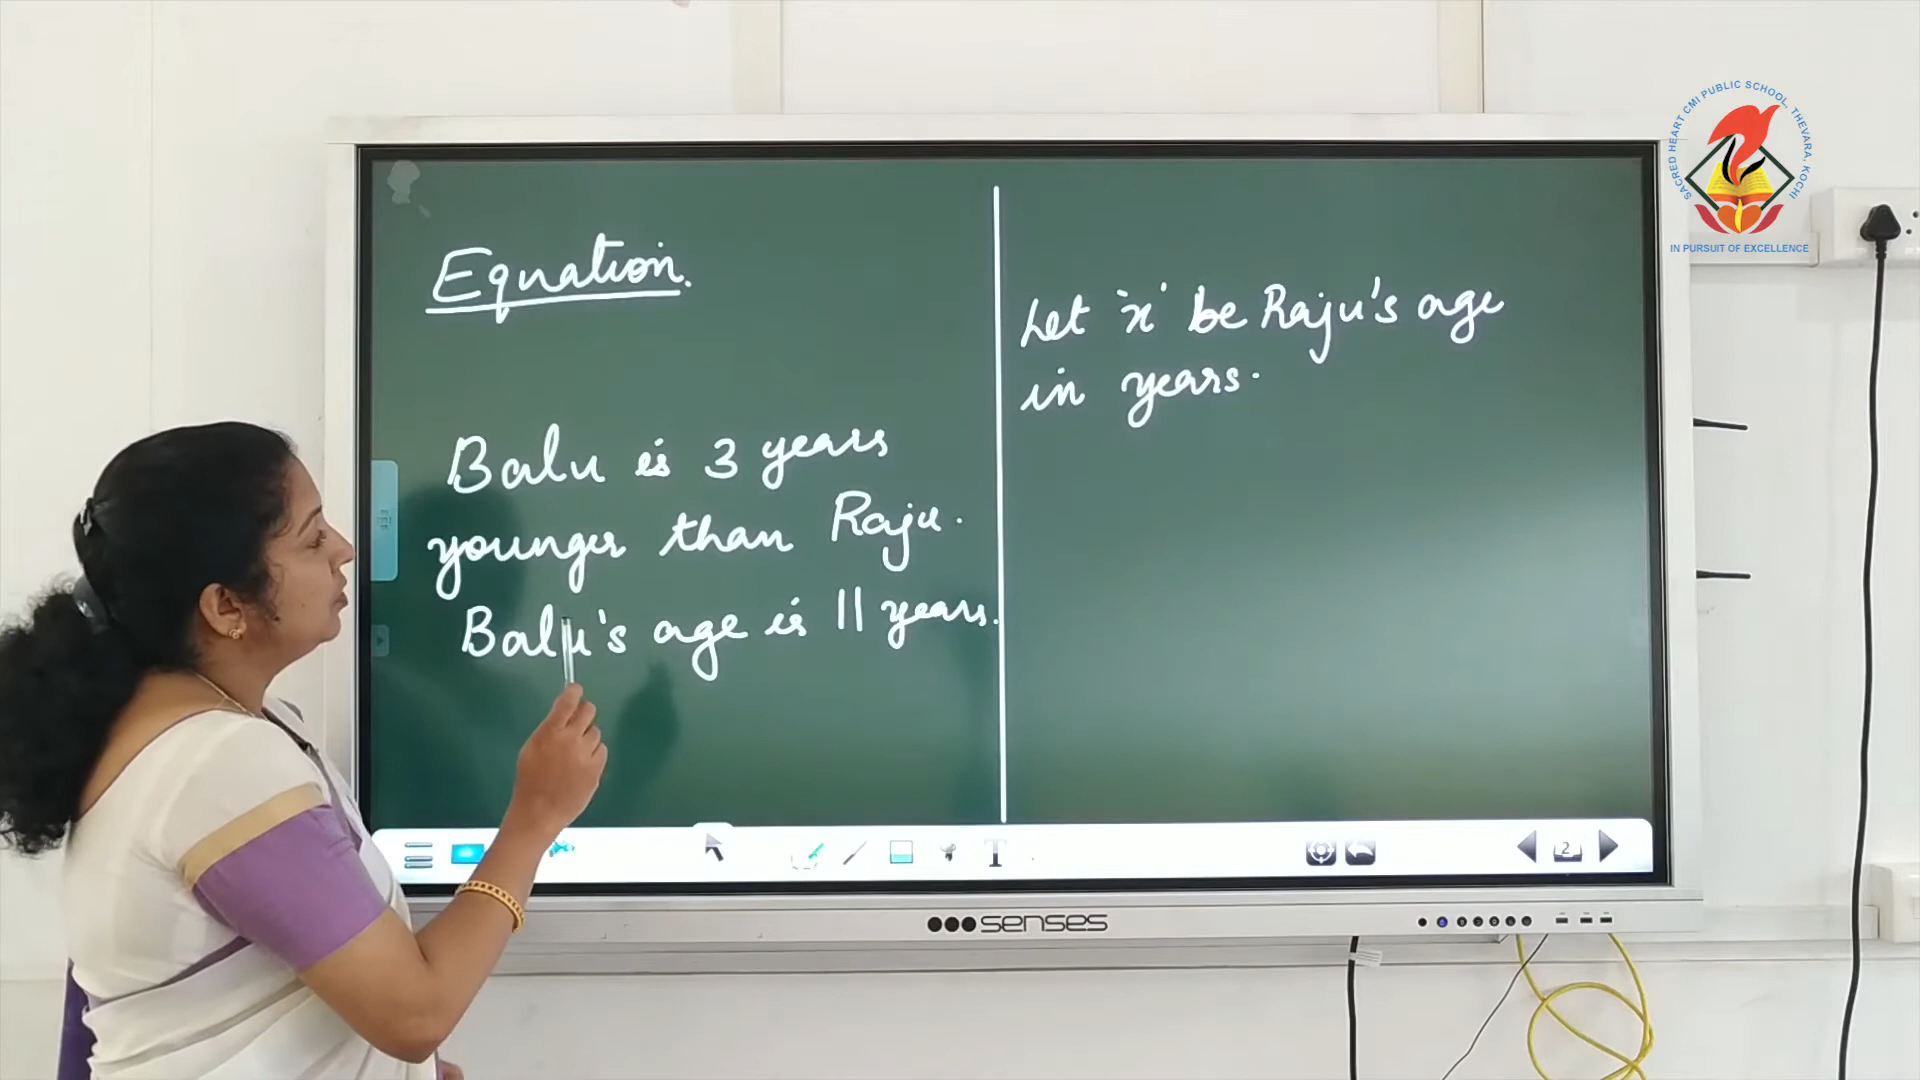 Equation.
Balu is 3 years
younger than Raju.
Balu's age is 11 years.
Let 'x' be Raju's age
in years.
SACRED HEART CMI PUBLIC SCHOOL, THEVARA, KOCHI
IN PURSUIT OF EXCELLENCE
T
2
senses